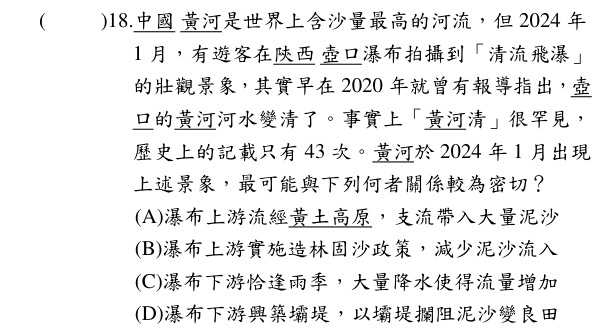 (　　)18.中國 黃河是世界上含沙量最高的河流，但 2024 年
1 月，有遊客在陝西 壺口瀑布拍攝到「清流飛瀑」
的壯觀景象，其實早在 2020 年就曾有報導指出，壺
口的黃河河水變清了。事實上「黃河清」很罕見，
歷史上的記載只有 43 次。黃河於 2024 年 1 月出現
上述景象，最可能與下列何者關係較為密切？
(A)瀑布上游流經黃土高原，支流帶入大量泥沙
(B)瀑布上游實施造林固沙政策，減少泥沙流入
(C)瀑布下游恰逢雨季，大量降水使得流量增加
(D)瀑布下游興築壩堤，以壩堤攔阻泥沙變良田